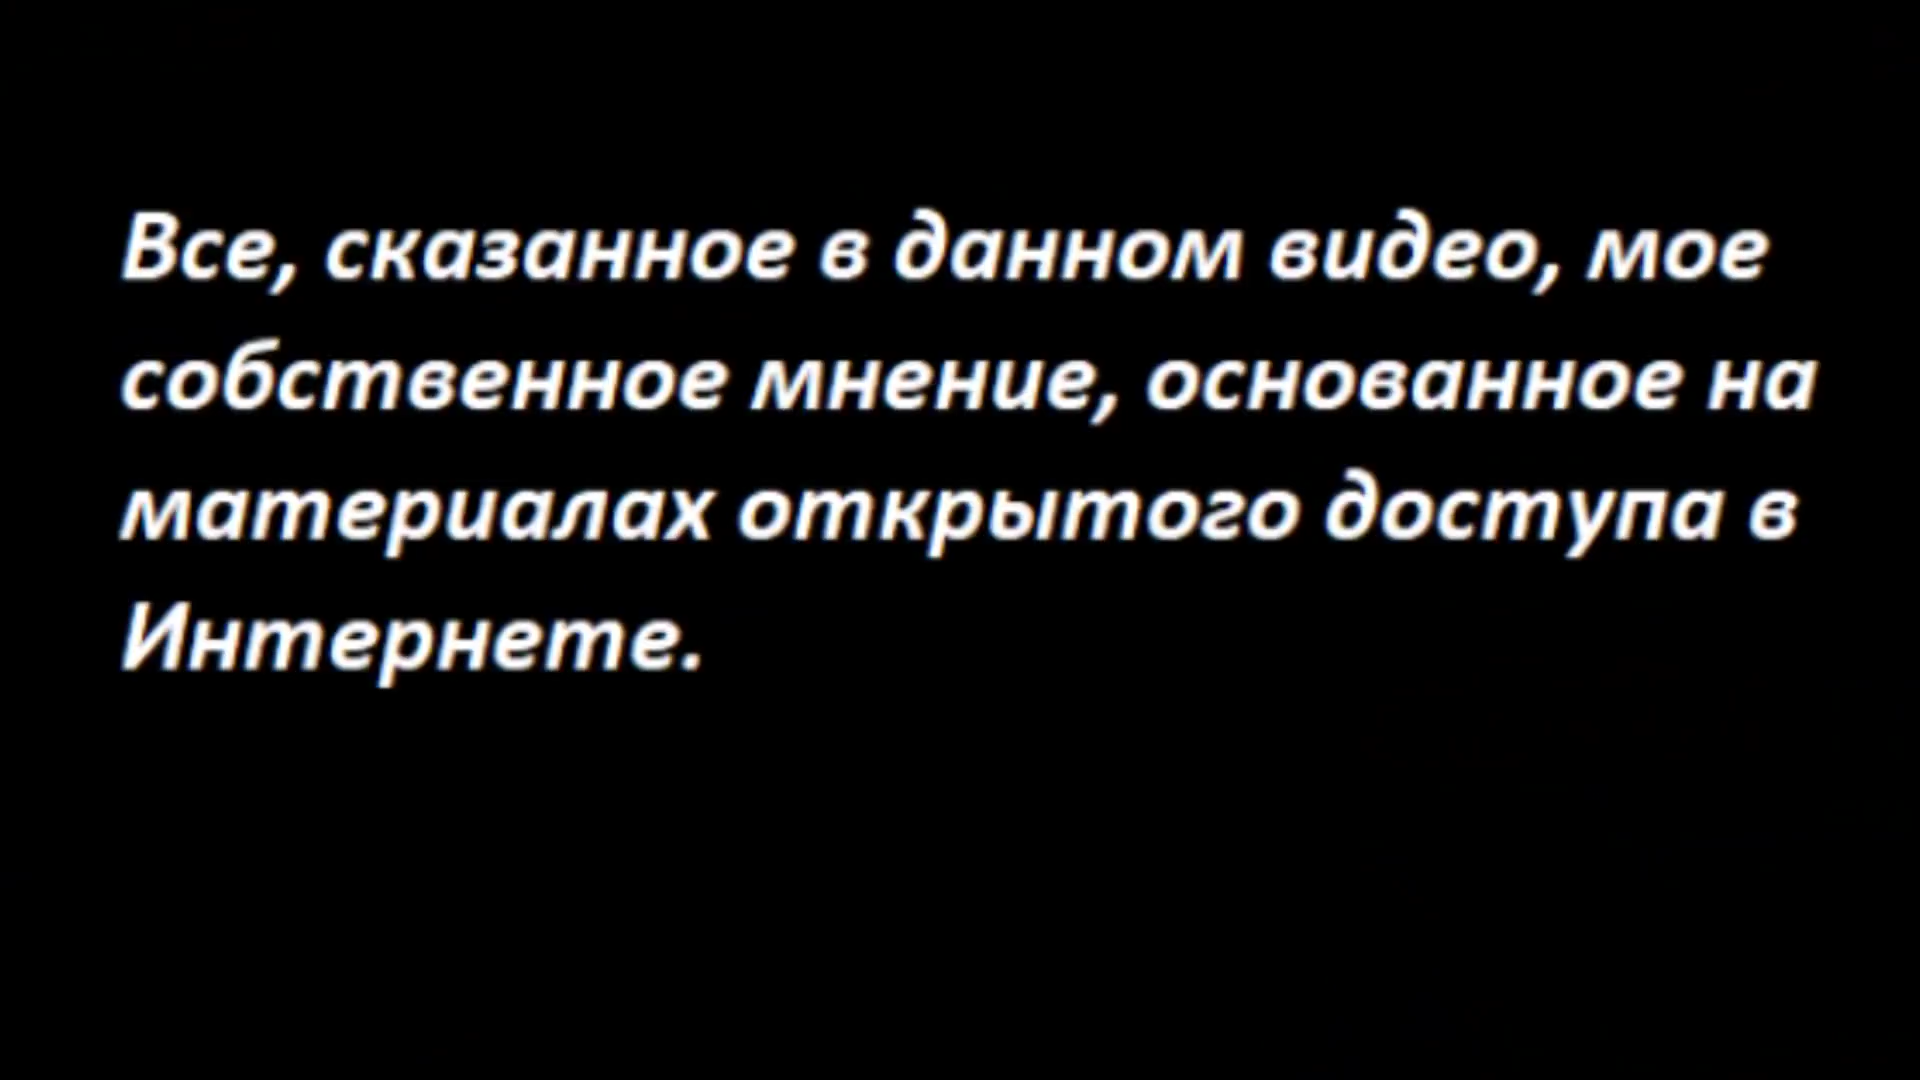 Все, сказанное в данном видео, мое
собственное мнение, основанное на
материалах открытого доступа в
Интернете.